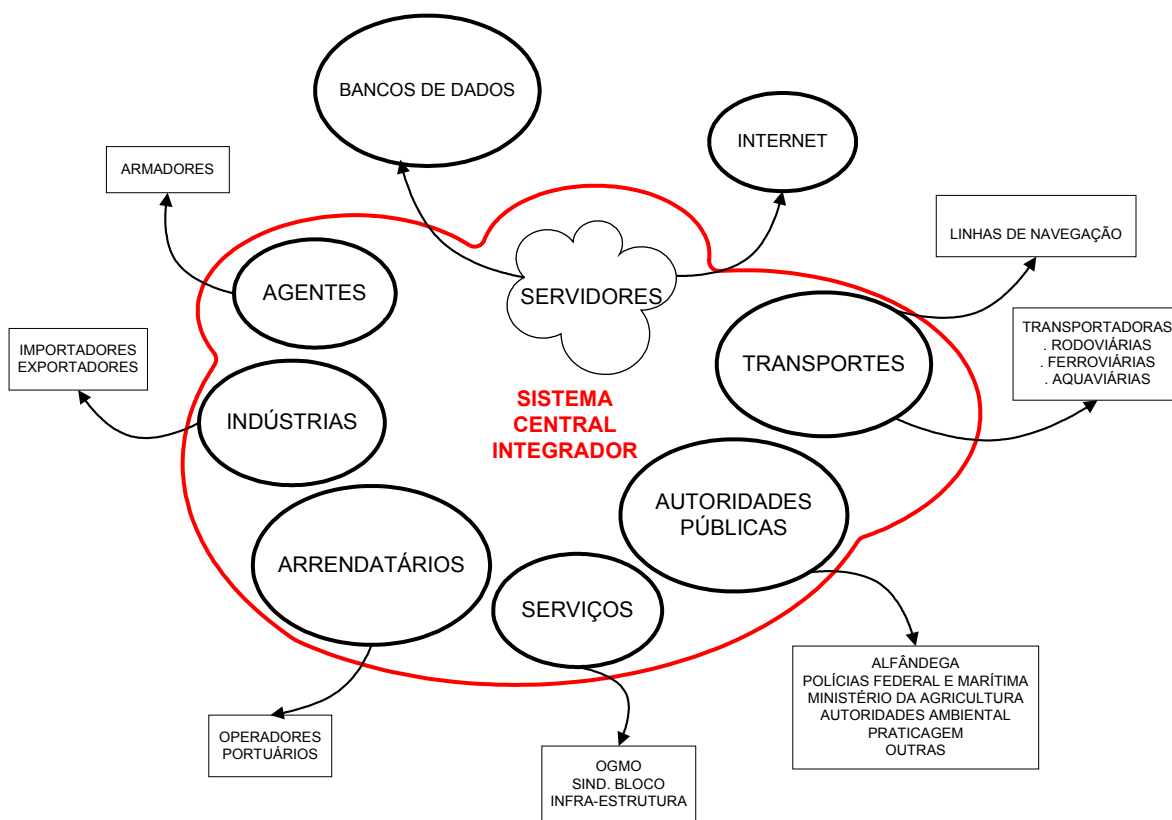 BANCOS DE DADOS
INTERNET
ARMADORES
LINHAS DE NAVEGAÇÃO
AGENTES
SERVIDORES
IMPORTADORES
EXPORTADORES
TRANSPORTES
TRANSPORTADORAS
. RODOVIÁRIAS
. FERROVIÁRIAS
. AQUAVIÁRIAS
INDÚSTRIAS
SISTEMA
CENTRAL
INTEGRADOR
AUTORIDADES
PÚBLICAS
ARRENDATÁRIOS
SERVIÇOS
OPERADORES
PORTUÁRIOS
OGMO
SIND. BLOCO
INFRA-ESTRUTURA
ALFÂNDEGA
POLÍCIAS FEDERAL E MARÍTIMA
MINISTÉRIO DA AGRICULTURA
AUTORIDADES AMBIENTAL
PRATICAGEM
OUTRAS